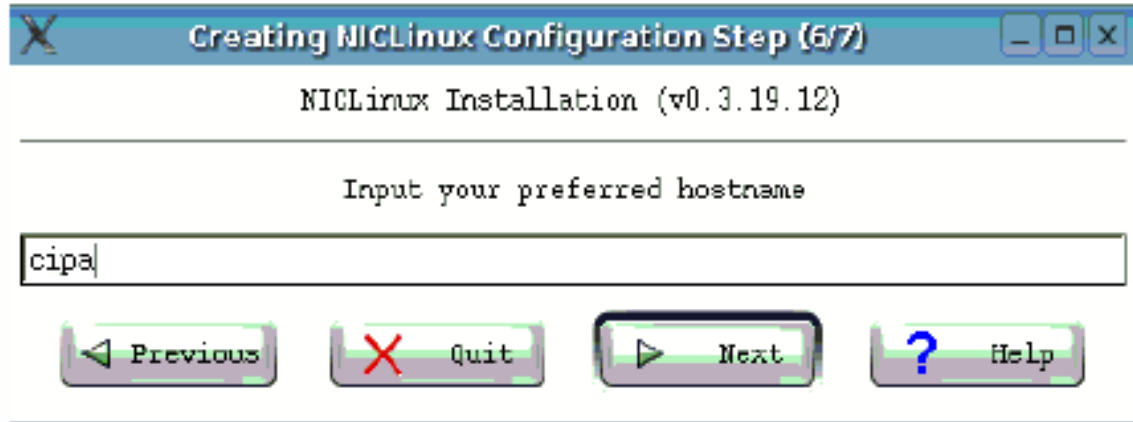 Creating NICLinux Configuration Step (6/7)
NICLinux Installation (v0.3.19.12)
Input your preferred hostname
cipa
Previous Quit Next Help